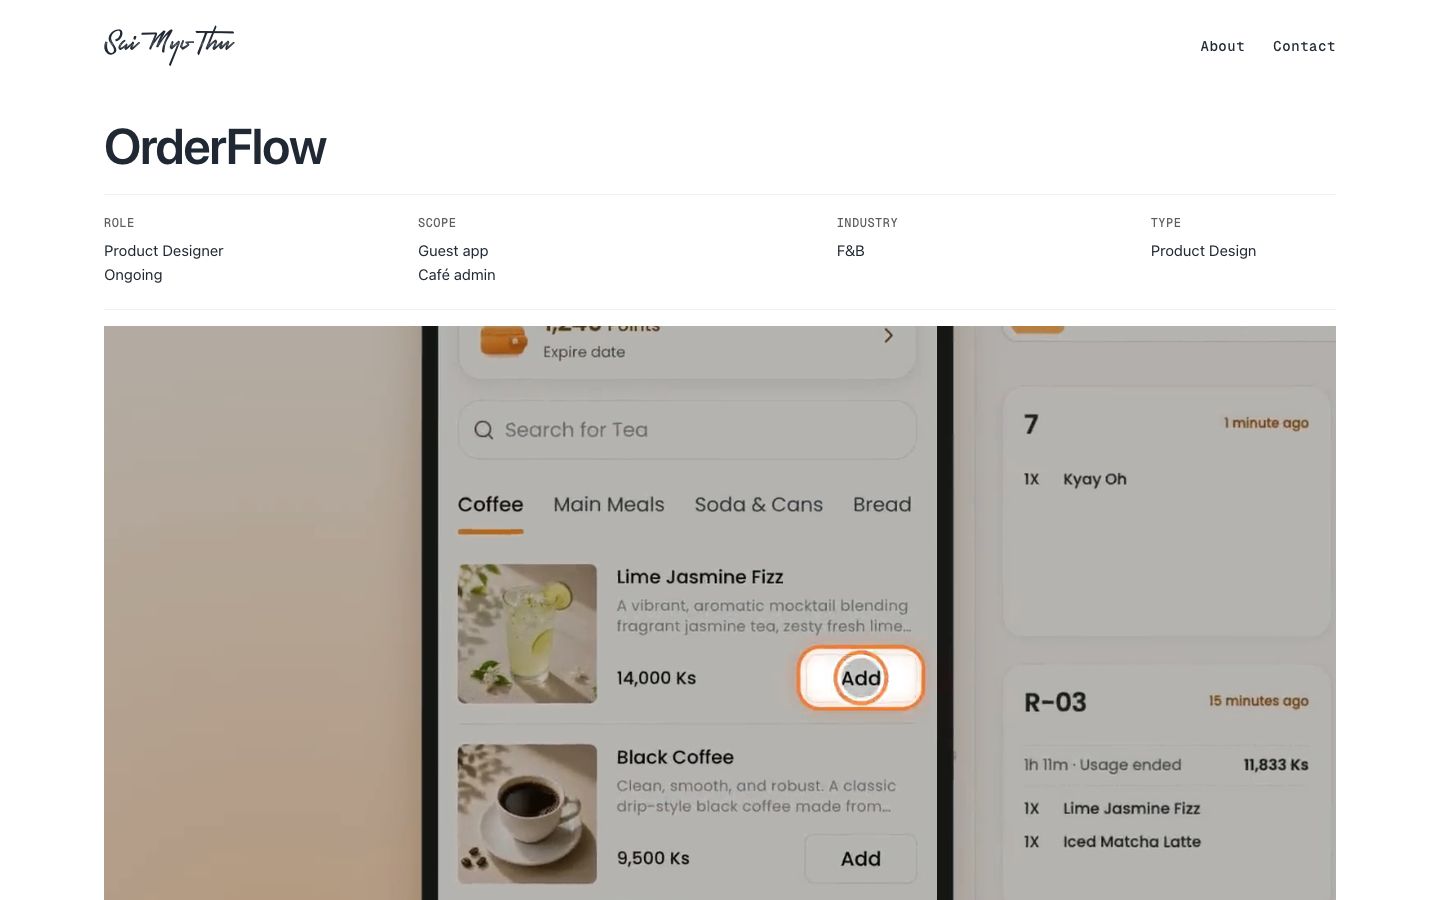 Sai Myo Thu
About
Contact
OrderFlow
ROLE
Product Designer
Ongoing
SCOPE
Guest app
Café admin
INDUSTRY
F&B
TYPE
Product Design
1,240 Points
Expire date
Search for Tea
Coffee
Main Meals
Soda & Cans
Bread
Lime Jasmine Fizz
A vibrant, aromatic mocktail blending
fragrant jasmine tea, zesty fresh lime...
14,000 Ks
Add
Black Coffee
Clean, smooth, and robust. A classic
drip-style black coffee made from...
9,500 Ks
Add
7
1 minute ago
1X Kyay Oh
R-03
15 minutes ago
1h 11m · Usage ended
11,833 Ks
1X Lime Jasmine Fizz
1X Iced Matcha Latte